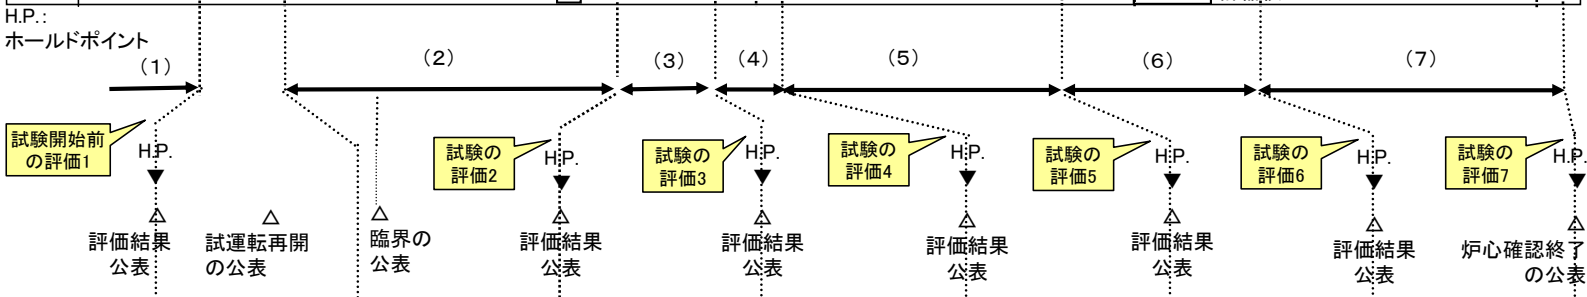 H.P.:
ホールドポイント
(1)
(2)
(3)
(4)
(5)
(6)
(7)
試験開始前
の評価1
H.P.
試験の
評価2
H.P.
試験の
評価3
H.P.
試験の
評価4
H.P.
試験の
評価5
H.P.
試験の
評価6
H.P.
試験の
評価7
H.P.
評価結果
公表
試運転再開
の公表
臨界の
公表
評価結果
公表
評価結果
公表
評価結果
公表
評価結果
公表
評価結果
公表
炉心確認終了
の公表